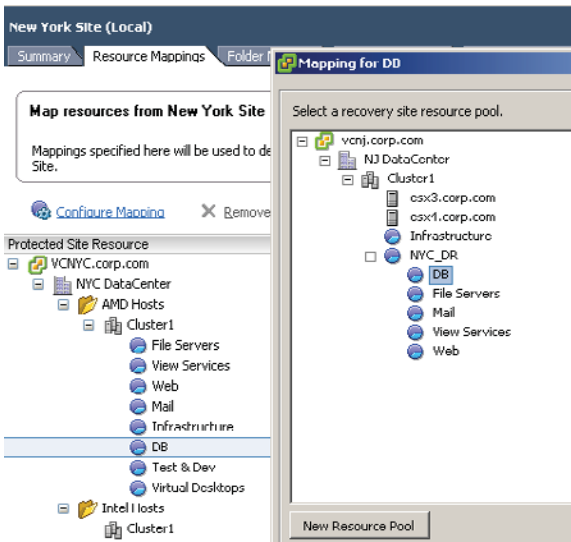 New York Site (Local)
Summary
Resource Mappings
Folder
Map resources from New York Site
Mappings specified here will be used to de
Site.
Configure Mapping
Remove
Protected Site Resource
VCNYC.corp.com
NYC DataCenter
AMD Hosts
Cluster1
File Servers
View Services
Web
Mail
Infrastructure
DB
Test & Dev
Virtual Desktops
Intel Hosts
Cluster1
Mapping for DB
Select a recovery site resource pool.
vcnj.corp.com
NJ DataCenter
Cluster1
esx3.corp.com
esx4.corp.com
Infrastructure
NYC_DR
DB
File Servers
Mail
View Services
Web
New Resource Pool